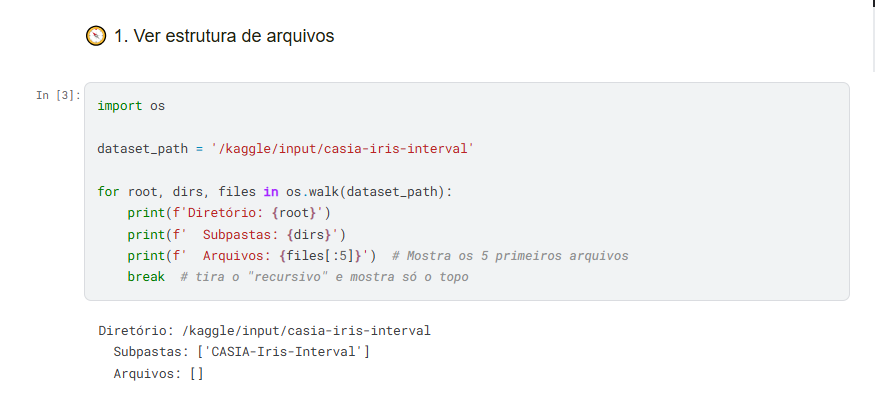 1. Ver estrutura de arquivos
In [3]:
import os
dataset_path = '/kaggle/input/casia-iris-interval'
for root, dirs, files in os.walk(dataset_path):
    print(f'Diretório: {root}')
    print(f'  Subpastas: {dirs}')
    print(f'  Arquivos: {files[:5]}')  # Mostra os 5 primeiros arquivos
    break  # tira o "recursivo" e mostra só o topo
Diretório: /kaggle/input/casia-iris-interval
  Subpastas: ['CASIA-Iris-Interval']
  Arquivos: []